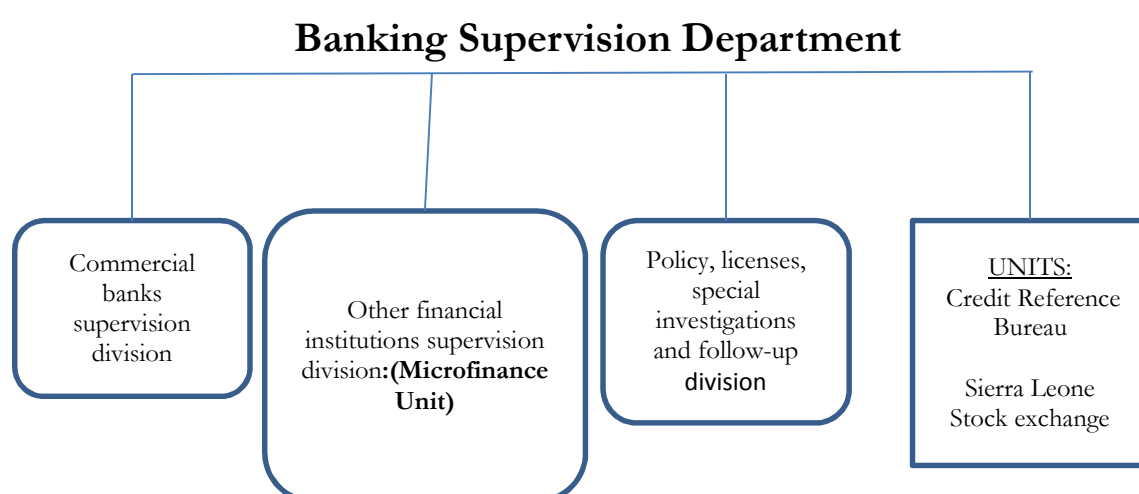 Banking Supervision Department
Commercial
banks
supervision
division
Other financial
institutions supervision
division:(Microfinance
Unit)
Policy, licenses,
special
investigations
and follow-up
division
UNITS:
Credit Reference
Bureau
Sierra Leone
Stock exchange